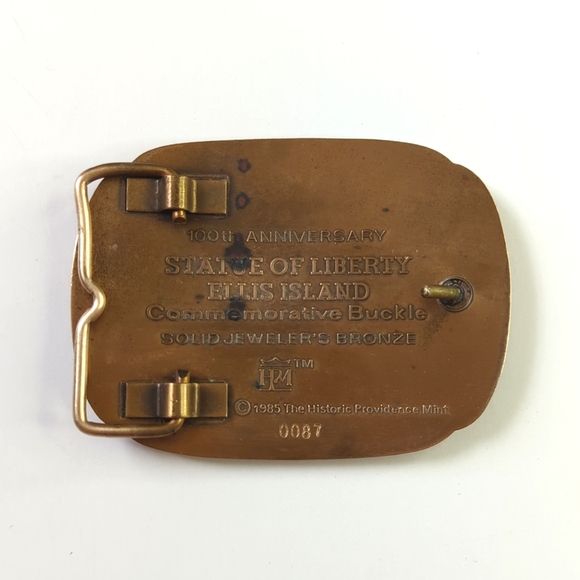 100th ANNIVERSARY
STATUE OF LIBERTY
ELLIS ISLAND
Commemorative Buckle
SOLID JEWELER'S BRONZE
HPM TM
© 1985 The Historic Providence Mint
0087